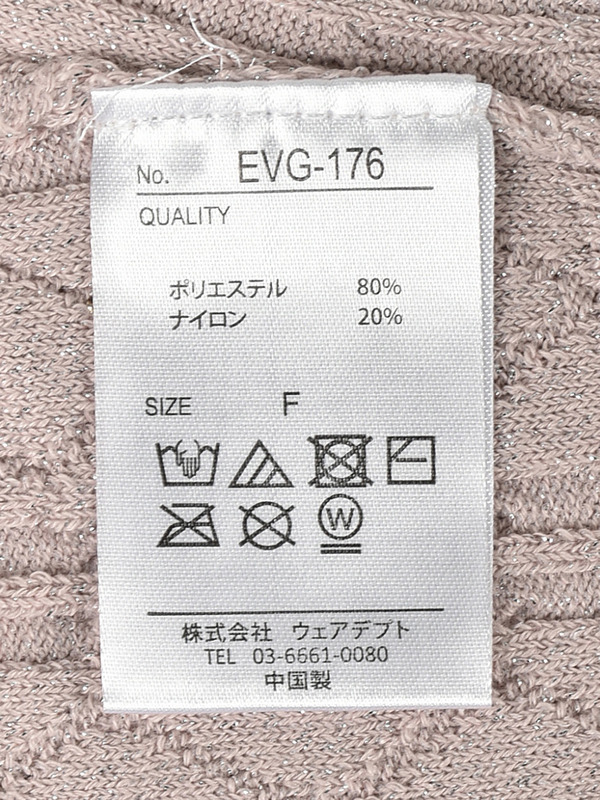 No. EVG-176
QUALITY
ポリエステル 80%
ナイロン 20%
SIZE F
W
株式会社 ウェアデプト
TEL 03-6661-0080
中国製